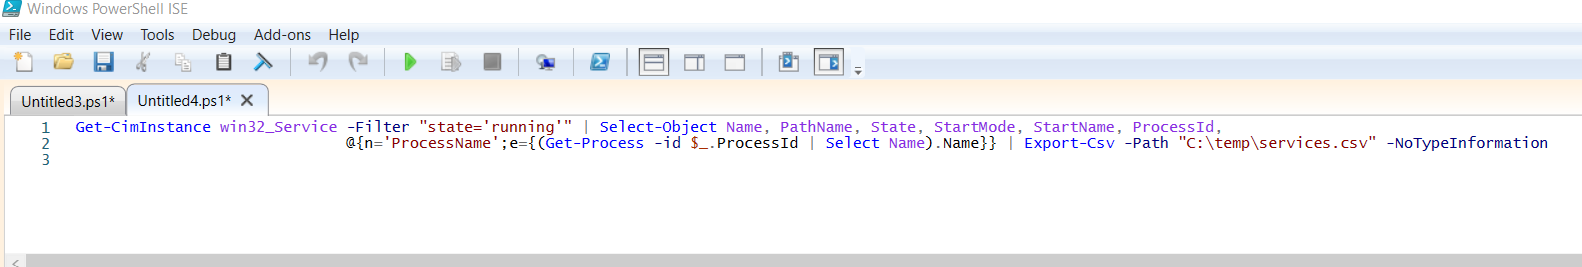 Windows PowerShell ISE
File Edit View Tools Debug Add-ons Help
Untitled3.ps1* Untitled4.ps1* X
1 Get-CimInstance win32_Service -Filter "state='running'" | Select-Object Name, PathName, State, StartMode, StartName, ProcessId,
2 @{n='ProcessName';e={(Get-Process -id $_.ProcessId | Select Name).Name}} | Export-Csv -Path "C:\temp\services.csv" -NoTypeInformation
3